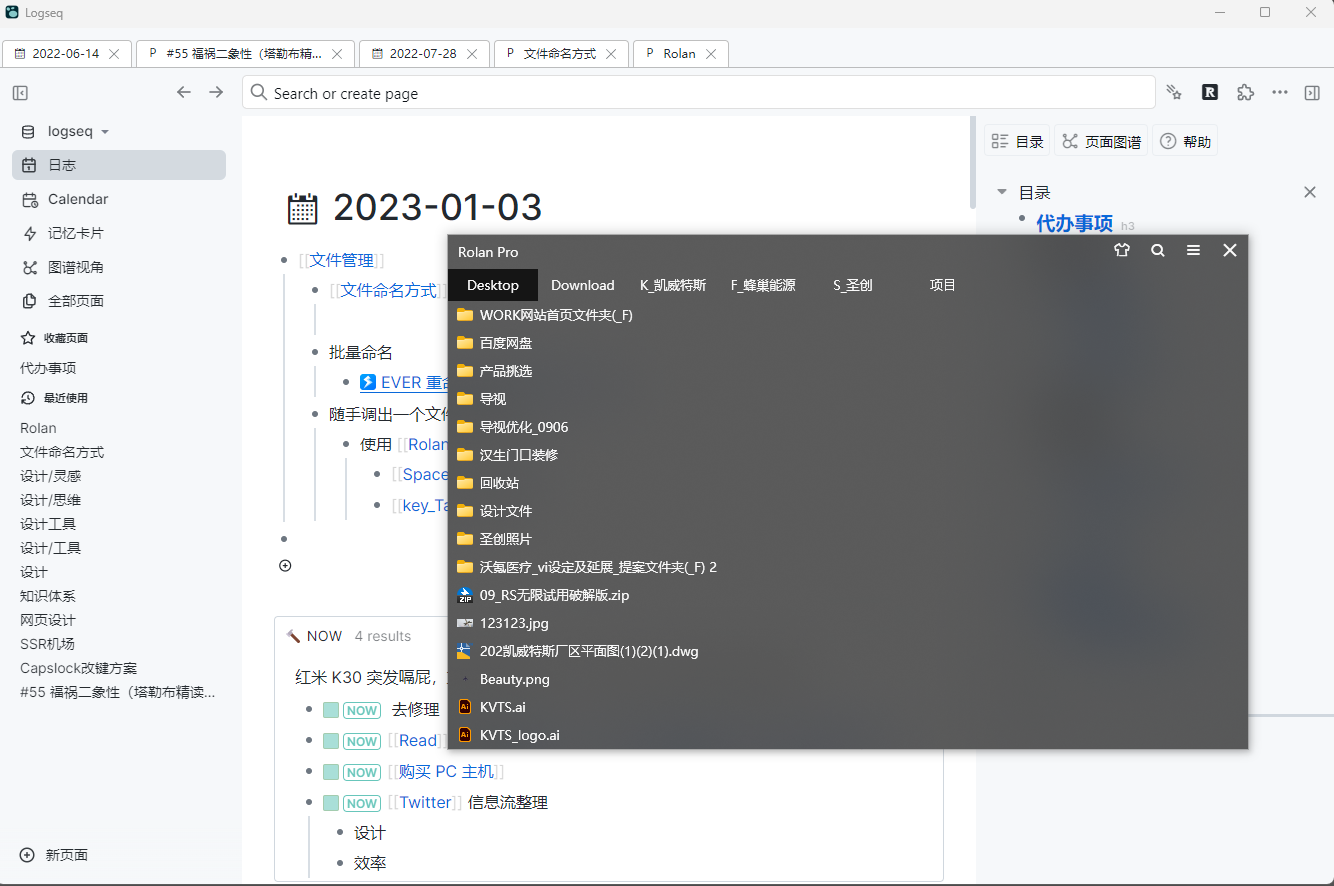 Logseq
2022-06-14
P #55 福祸二象性（塔勒布精...
2022-07-28
P 文件命名方式
P Rolan
Search or create page
R
logseq
日志
Calendar
记忆卡片
图谱视角
全部页面
收藏页面
代办事项
最近使用
Rolan
文件命名方式
设计/灵感
设计/思维
设计工具
设计/工具
设计
知识体系
网页设计
SSR机场
Capslock改键方案
#55 福祸二象性（塔勒布精读...
新页面
2023-01-03
[[文件管理]]
[[文件命名方式]]
批量命名
EVER 重
随手调出一个文件
使用 [[Rolan
[[Space
[[key_Ta
NOW 4 results
红米 K30 突发嗝屁，
NOW 去修理
NOW [[Read]]
NOW [[购买 PC 主机]]
NOW [[Twitter]] 信息流整理
设计
效率
目录
页面图谱
帮助
目录
代办事项 h3
Rolan Pro
Desktop
Download
K_凯威特斯
F_蜂巢能源
S_圣创
项目
WORK网站首页文件夹(_F)
百度网盘
产品挑选
导视
导视优化_0906
汉生门口装修
回收站
设计文件
圣创照片
沃氪医疗_vi设定及延展_提案文件夹(_F) 2
ZIP 09_RS无限试用破解版.zip
123123.jpg
202凯威特斯厂区平面图(1)(2)(1).dwg
Beauty.png
Ai KVTS.ai
Ai KVTS_logo.ai